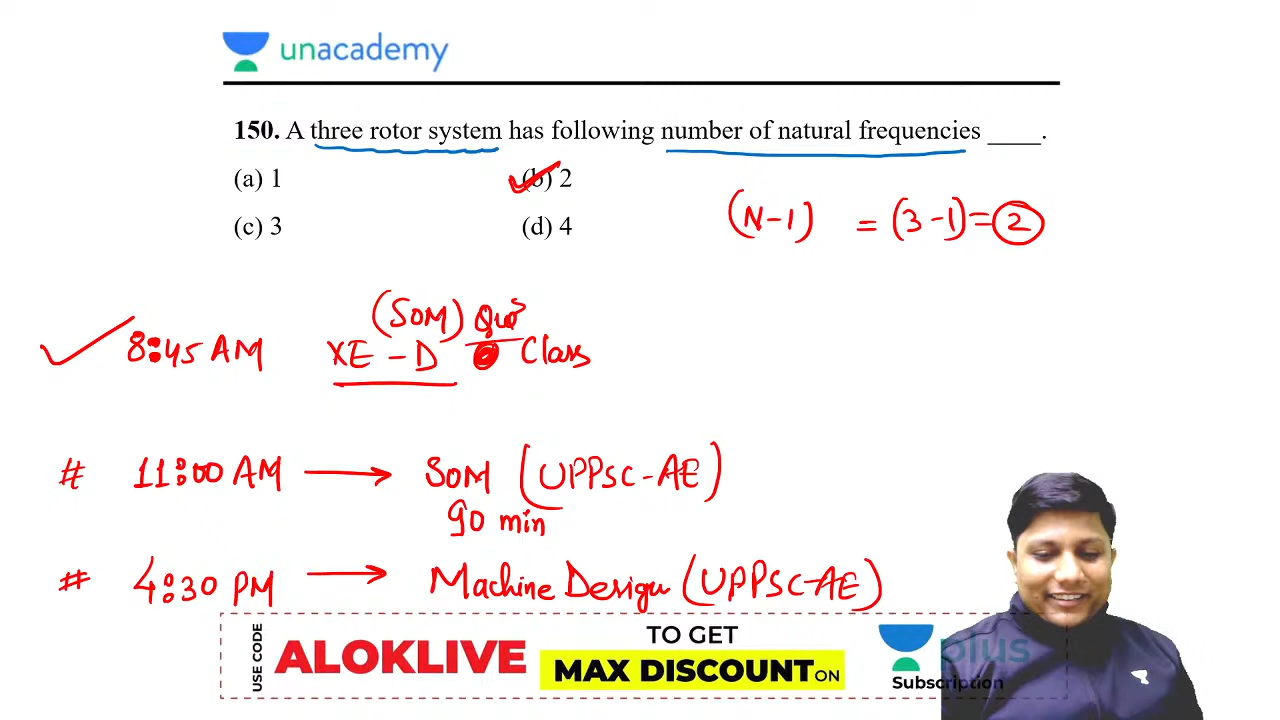 unacademy
150. A three rotor system has following number of natural frequencies ____.
(a) 1 (b) 2
(c) 3 (d) 4
(N-1) = (3-1)= 2
(SOM) Quiz
8:45 AM XE - D Class
# 11:00 AM → SOM (UPPSC-AE)
90 min
# 4:30 PM → Machine Design (UPPSC-AE)
USE CODE ALOKLIVE TO GET MAX DISCOUNT ON
plus
Subscription